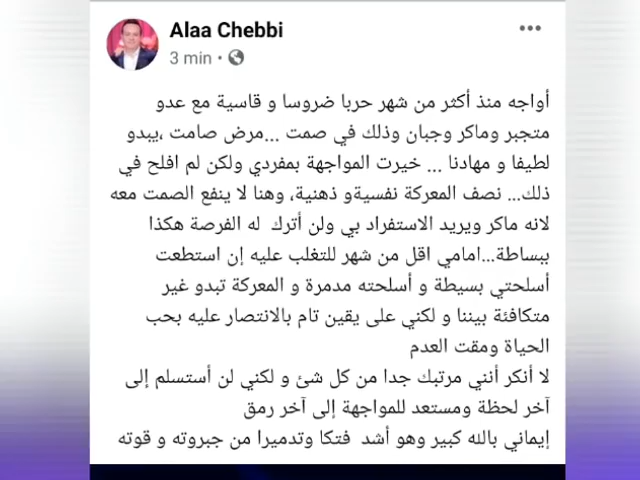 Alaa Chebbi
3 min
أواجه منذ أكثر من شهر حربا ضروسا و قاسية مع عدو
متجبر وماكر وجبان وذلك في صمت ...مرض صامت ،يبدو
لطيفا و مهادنا ... خيرت المواجهة بمفردي ولكن لم افلح في
ذلك... نصف المعركة نفسيةو ذهنية، وهنا لا ينفع الصمت معه
لانه ماكر ويريد الاستفراد بي ولن أترك له الفرصة هكذا
ببساطة...امامي اقل من شهر للتغلب عليه إن استطعت
أسلحتي بسيطة و أسلحته مدمرة و المعركة تبدو غير
متكافئة بيننا و لكني على يقين تام بالانتصار عليه بحب
الحياة ومقت العدم
لا أنكر أنني مرتبك جدا من كل شئ و لكني لن أستسلم إلى
آخر لحظة ومستعد للمواجهة إلى آخر رمق
إيماني بالله كبير وهو أشد فتكا وتدميرا من جبروته و قوته